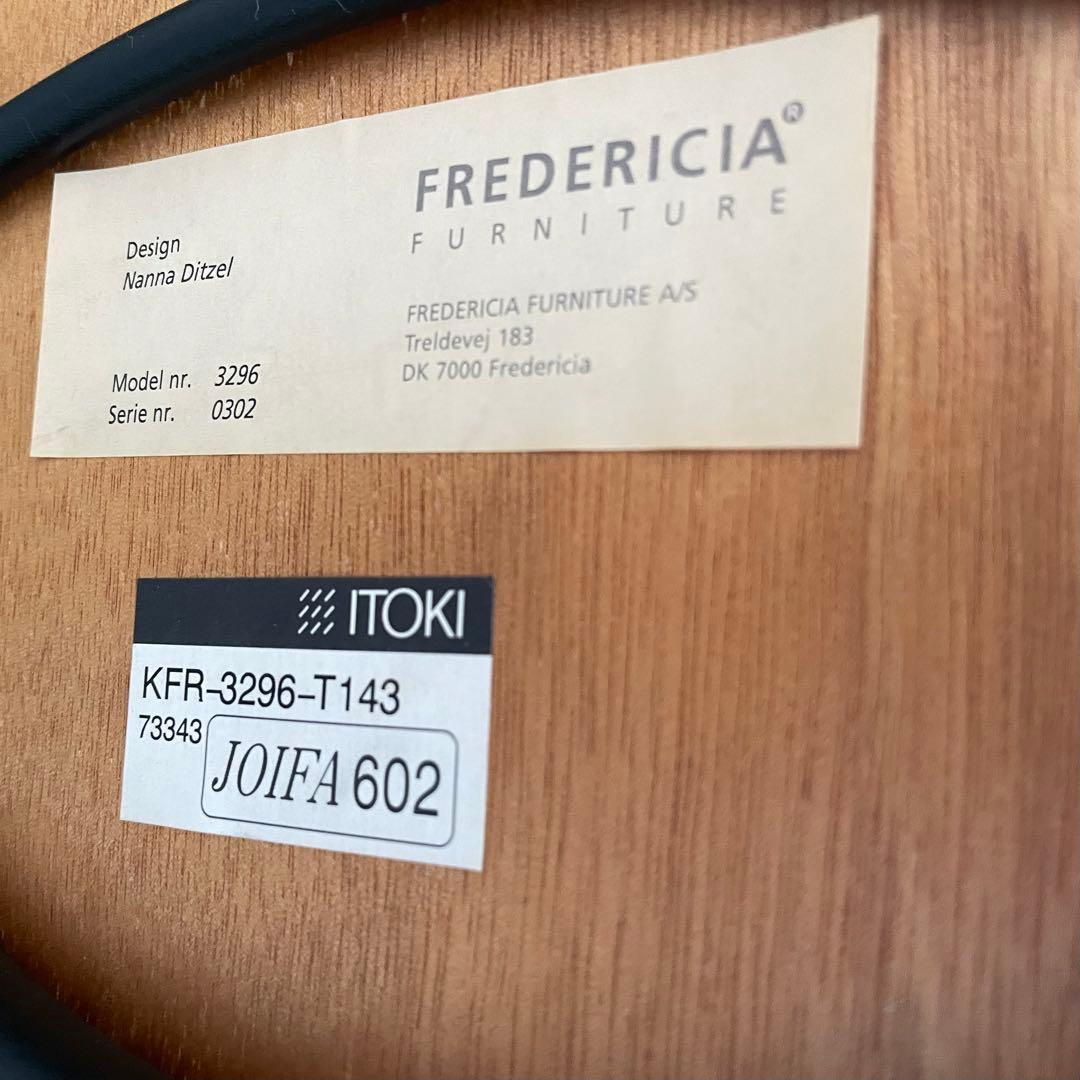 FREDERICIA®
FURNITURE
Design
Nanna Ditzel
FREDERICIA FURNITURE A/S
Treldevej 183
DK 7000 Fredericia
Model nr. 3296
Serie nr. 0302
ITOKI
KFR-3296-T143
73343
JOIFA 602